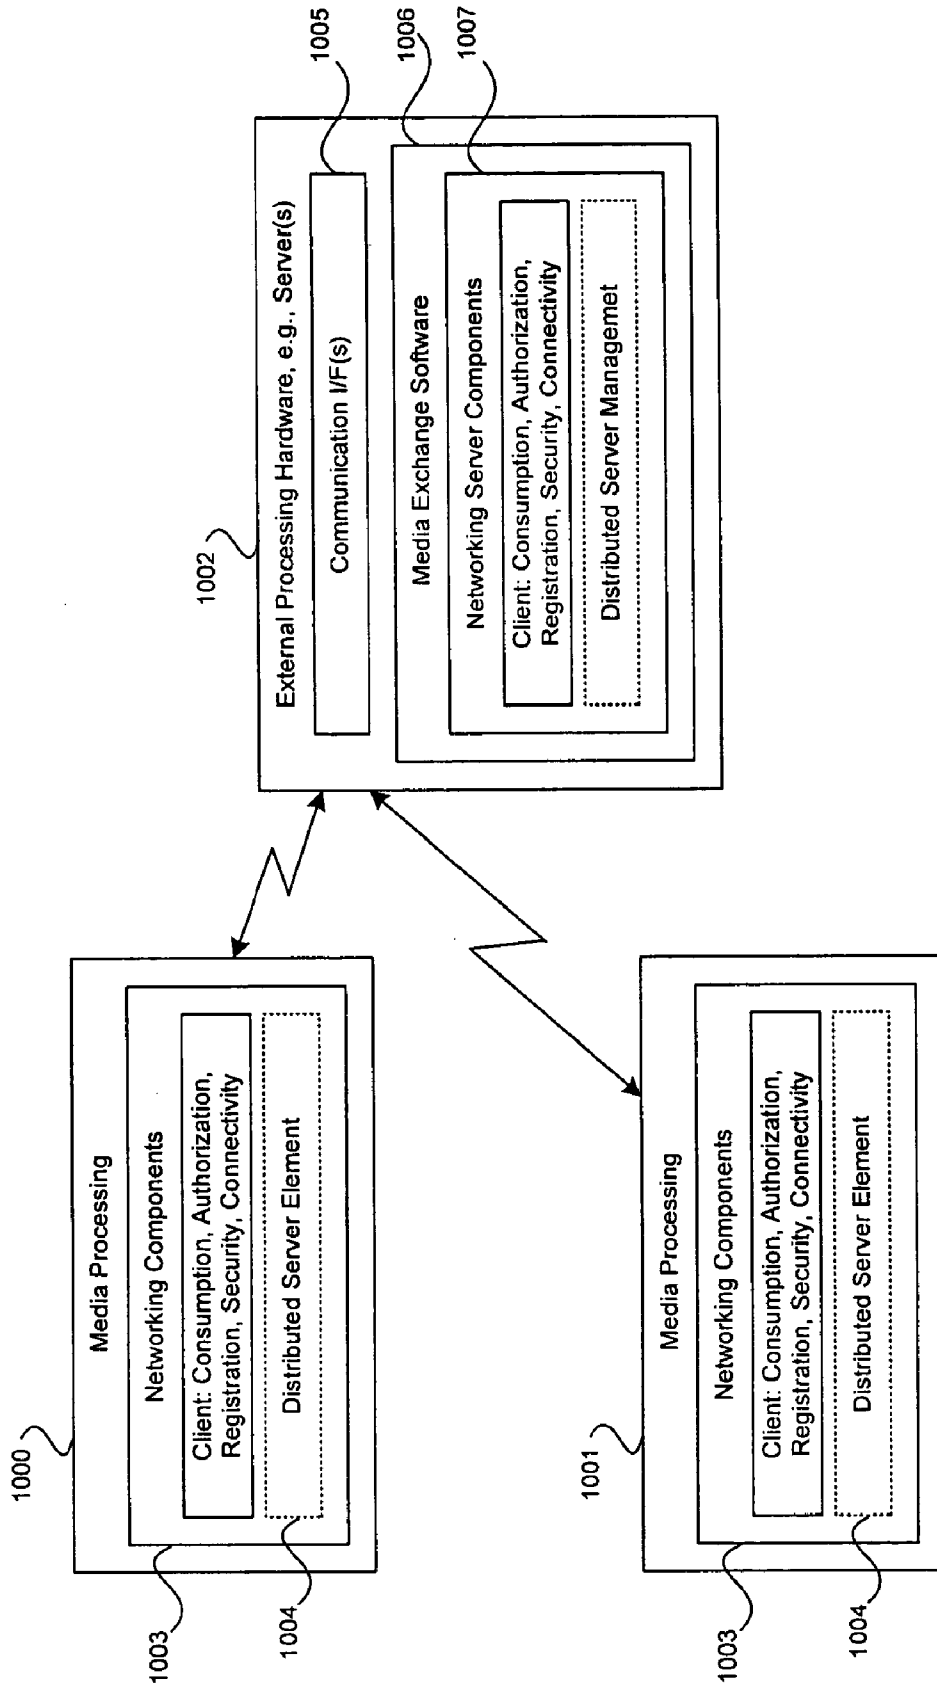 1000
Media Processing
Networking Components
Client: Consumption, Authorization,
Registration, Security, Connectivity
Distributed Server Element
1003
1004
1001
Media Processing
Networking Components
Client: Consumption, Authorization,
Registration, Security, Connectivity
Distributed Server Element
1003
1004
1002
External Processing Hardware, e.g., Server(s)
Communication I/F(s)
Media Exchange Software
Networking Server Components
Client: Consumption, Authorization,
Registration, Security, Connectivity
Distributed Server Managemet
1005
1006
1007